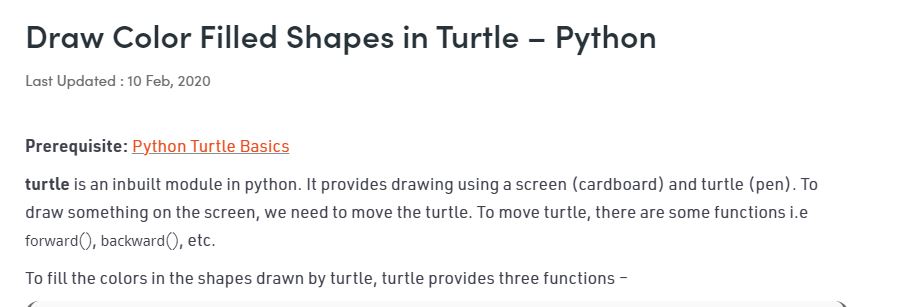 Draw Color Filled Shapes in Turtle – Python
Last Updated : 10 Feb, 2020
Prerequisite: Python Turtle Basics
turtle is an inbuilt module in python. It provides drawing using a screen (cardboard) and turtle (pen). To
draw something on the screen, we need to move the turtle. To move turtle, there are some functions i.e
forward(), backward(), etc.
To fill the colors in the shapes drawn by turtle, turtle provides three functions –